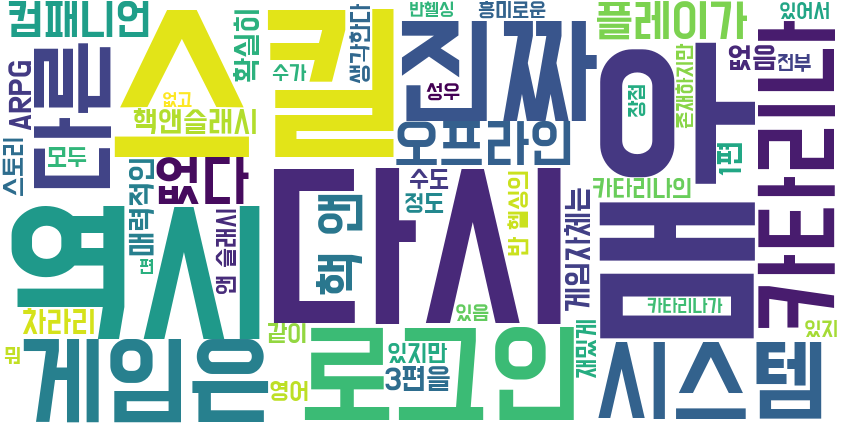 컴패니언
스킬
진짜
반헬싱
흥미로운
플레이가
있어서
ARPG
다른
확실히
수가
생각한다
성우
아
장점
존재하지만
없음
전부
카타리나
없고
핵앤슬래시
오프라인
스토리
모두
매력적인
없다
수도
정도
1편
카타리나의
역시
편
앤 슬래시
다시
핵 앤
반 헬싱의
게임자체는
음
카타리나가
차라리
같이
있음
있지만
재밌게
있지
뭔
게임은
영어
로그인
3편을
시스템